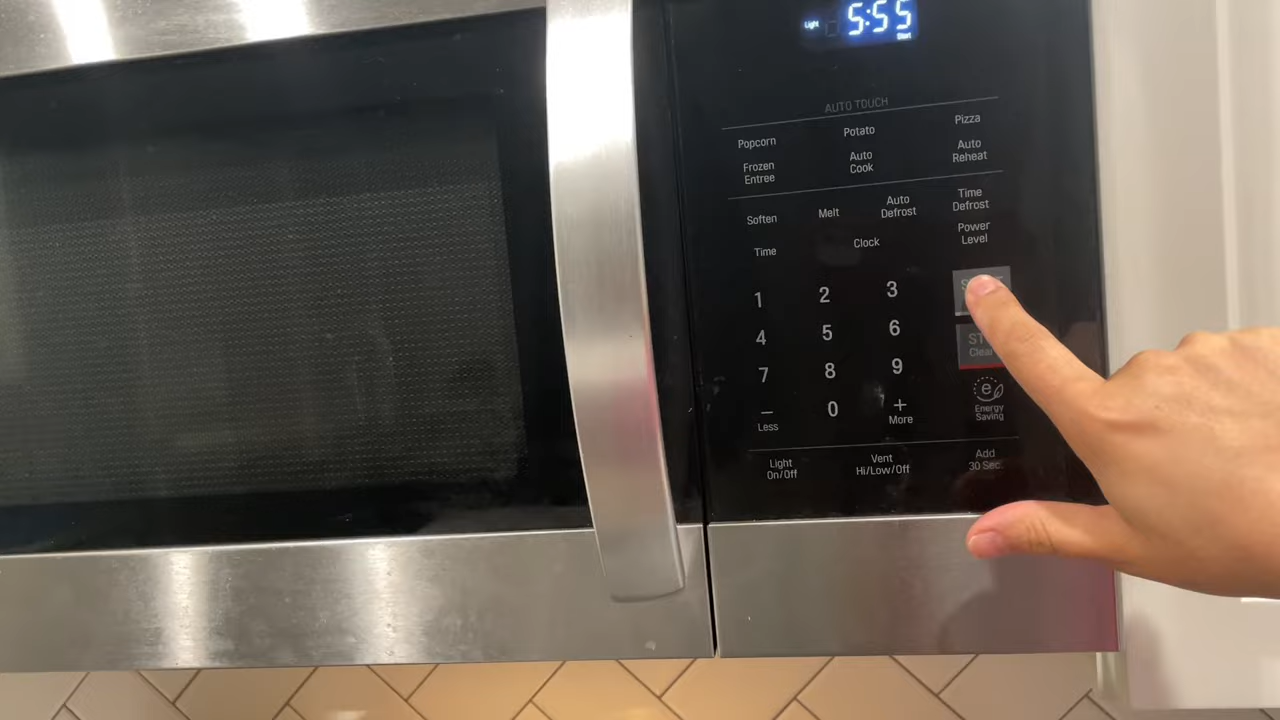 Light
5:55
Start
AUTO TOUCH
Popcorn Potato Pizza
Frozen Entree Auto Cook Auto Reheat
Soften Melt Auto Defrost Time Defrost
Time Clock Power Level
1 2 3
4 5 6
7 8 9
Clear
– Less 0 + More
e Energy Saving
Light On/Off Vent Hi/Low/Off Add 30 Sec.